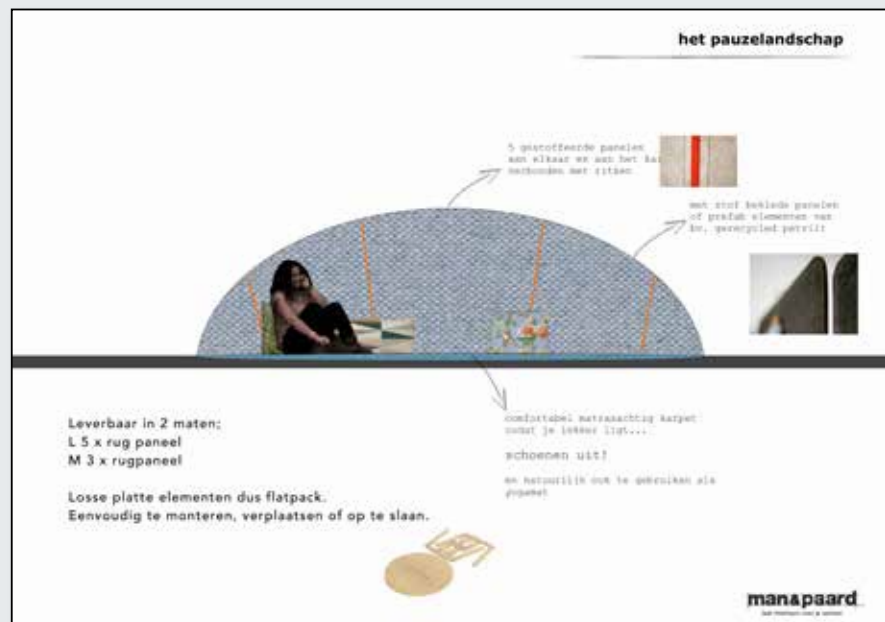 het pauzelandschap
5 gestoffeerde panelen
aan elkaar en aan het
verbonden met ritsen
met stof beklede panelen
of prefab elementen van
bv. gerecycled petvilt
comfortabel matrasachtig karpet
zodat je lekker ligt...
schoenen uit!
en natuurlijk ook te gebruiken als
yogamat
Leverbaar in 2 maten;
L 5 x rug paneel
M 3 x rugpaneel
Losse platte elementen dus flatpack.
Eenvoudig te monteren, verplaatsen of op te slaan.
man&paard